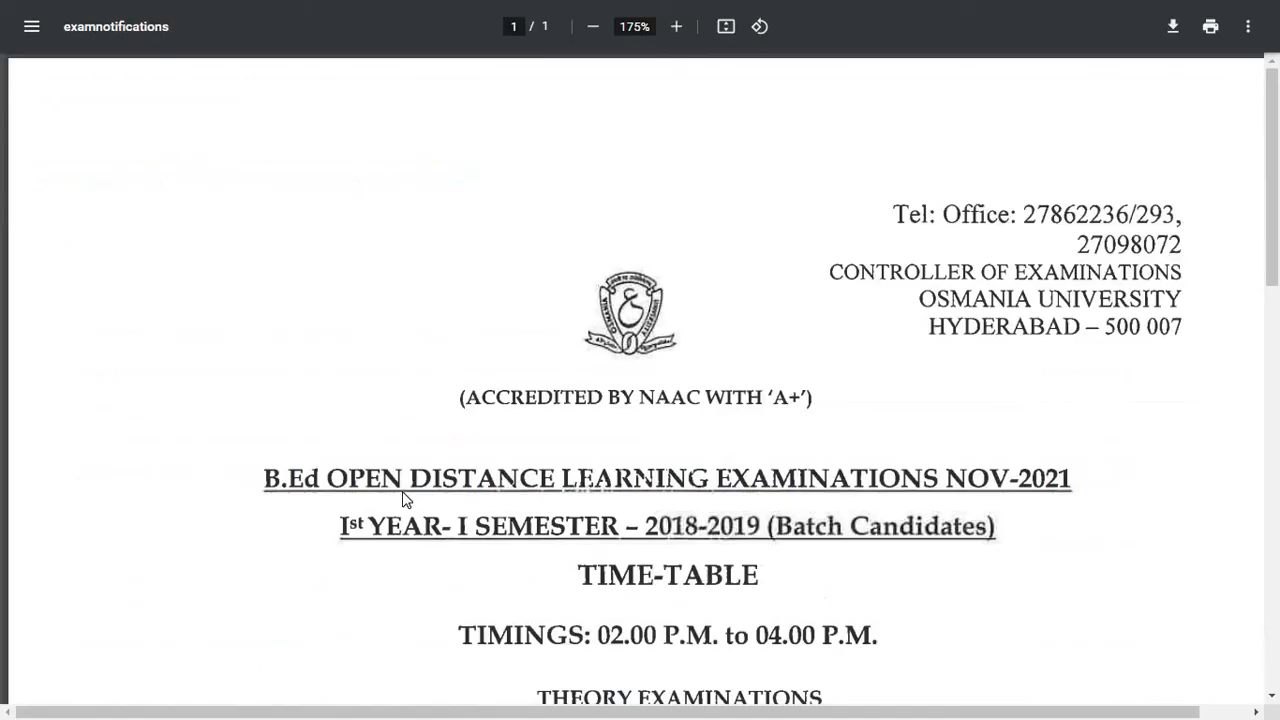 examnotifications
1 / 1
175%
Tel: Office: 27862236/293,
27098072
CONTROLLER OF EXAMINATIONS
OSMANIA UNIVERSITY
HYDERABAD – 500 007
(ACCREDITED BY NAAC WITH ‘A+’)
B.Ed OPEN DISTANCE LEARNING EXAMINATIONS NOV-2021
Ist YEAR- I SEMESTER – 2018-2019 (Batch Candidates)
TIME-TABLE
TIMINGS: 02.00 P.M. to 04.00 P.M.
THEORY EXAMINATIONS